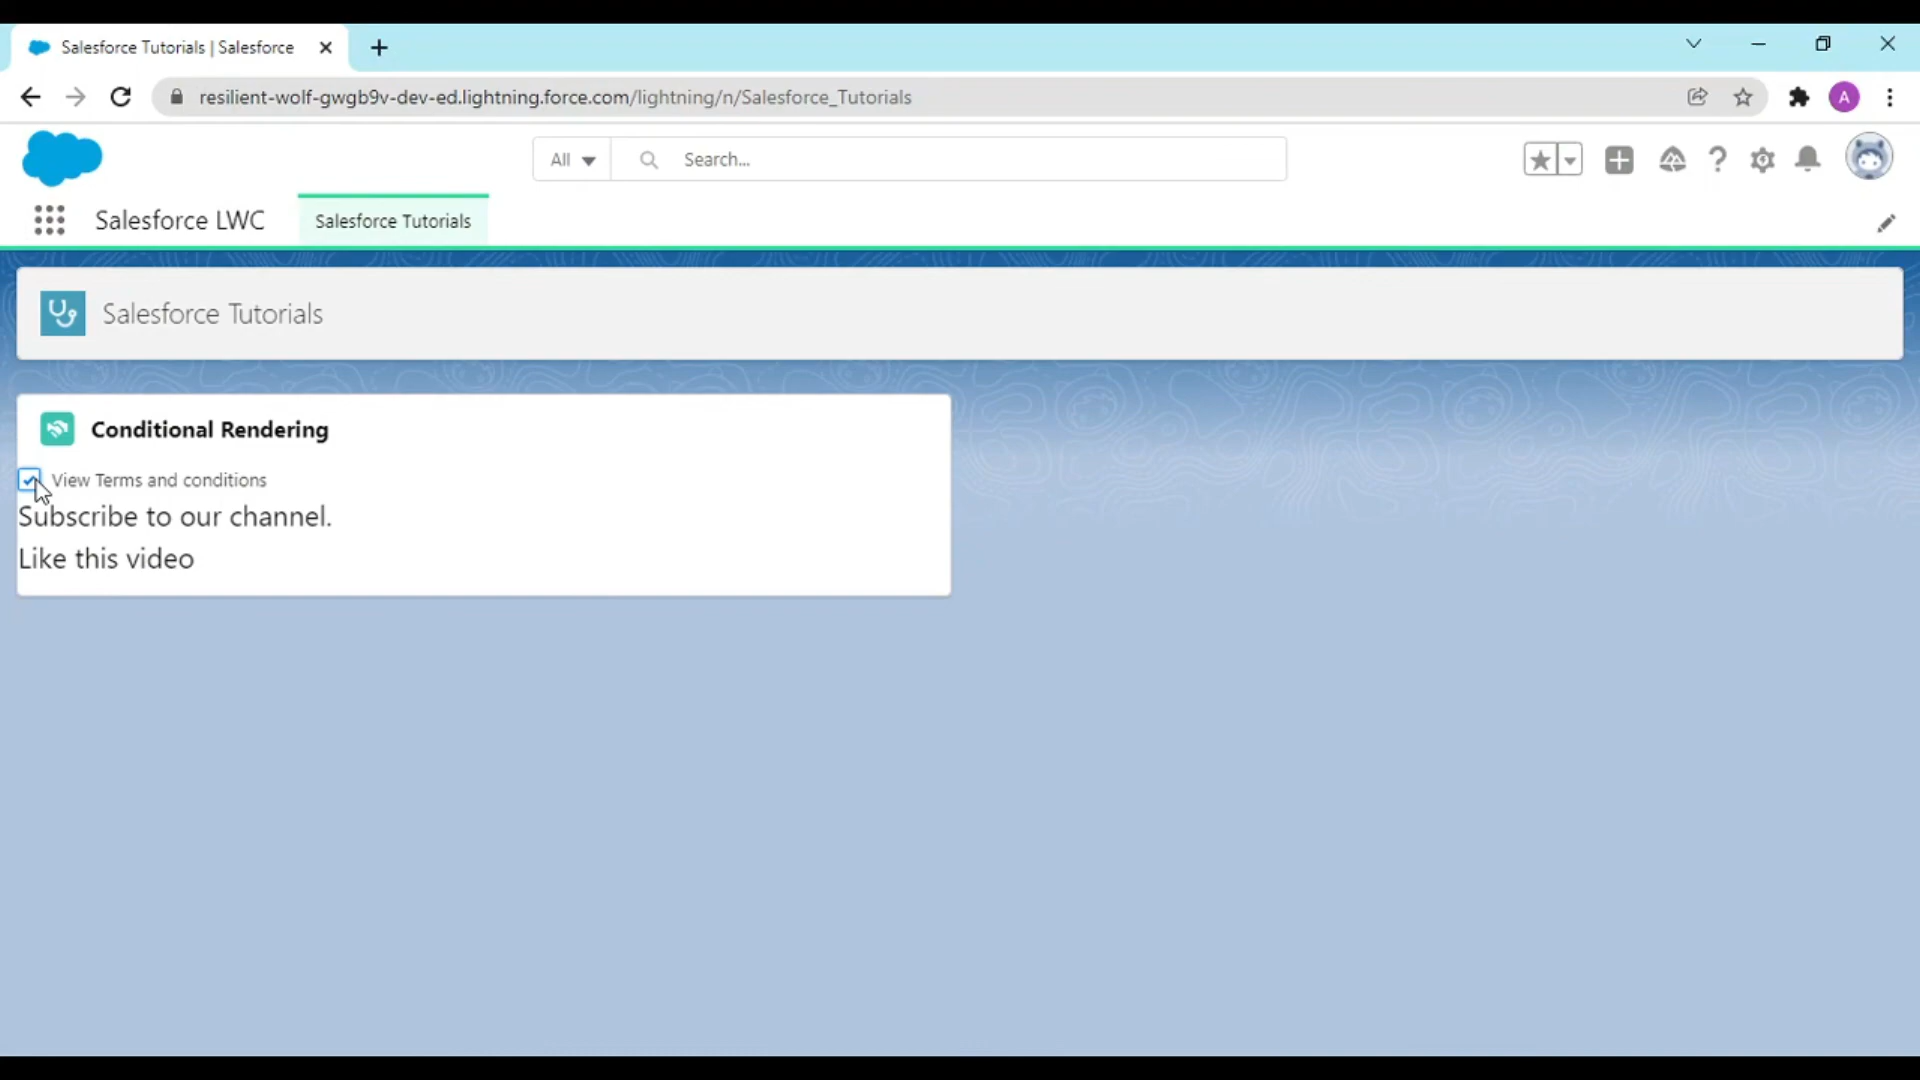 Salesforce Tutorials | Salesforce
resilient-wolf-gwgb9v-dev-ed.lightning.force.com/lightning/n/Salesforce_Tutorials
A
All
Search...
Salesforce LWC
Salesforce Tutorials
Salesforce Tutorials
Conditional Rendering
View Terms and conditions
Subscribe to our channel.
Like this video